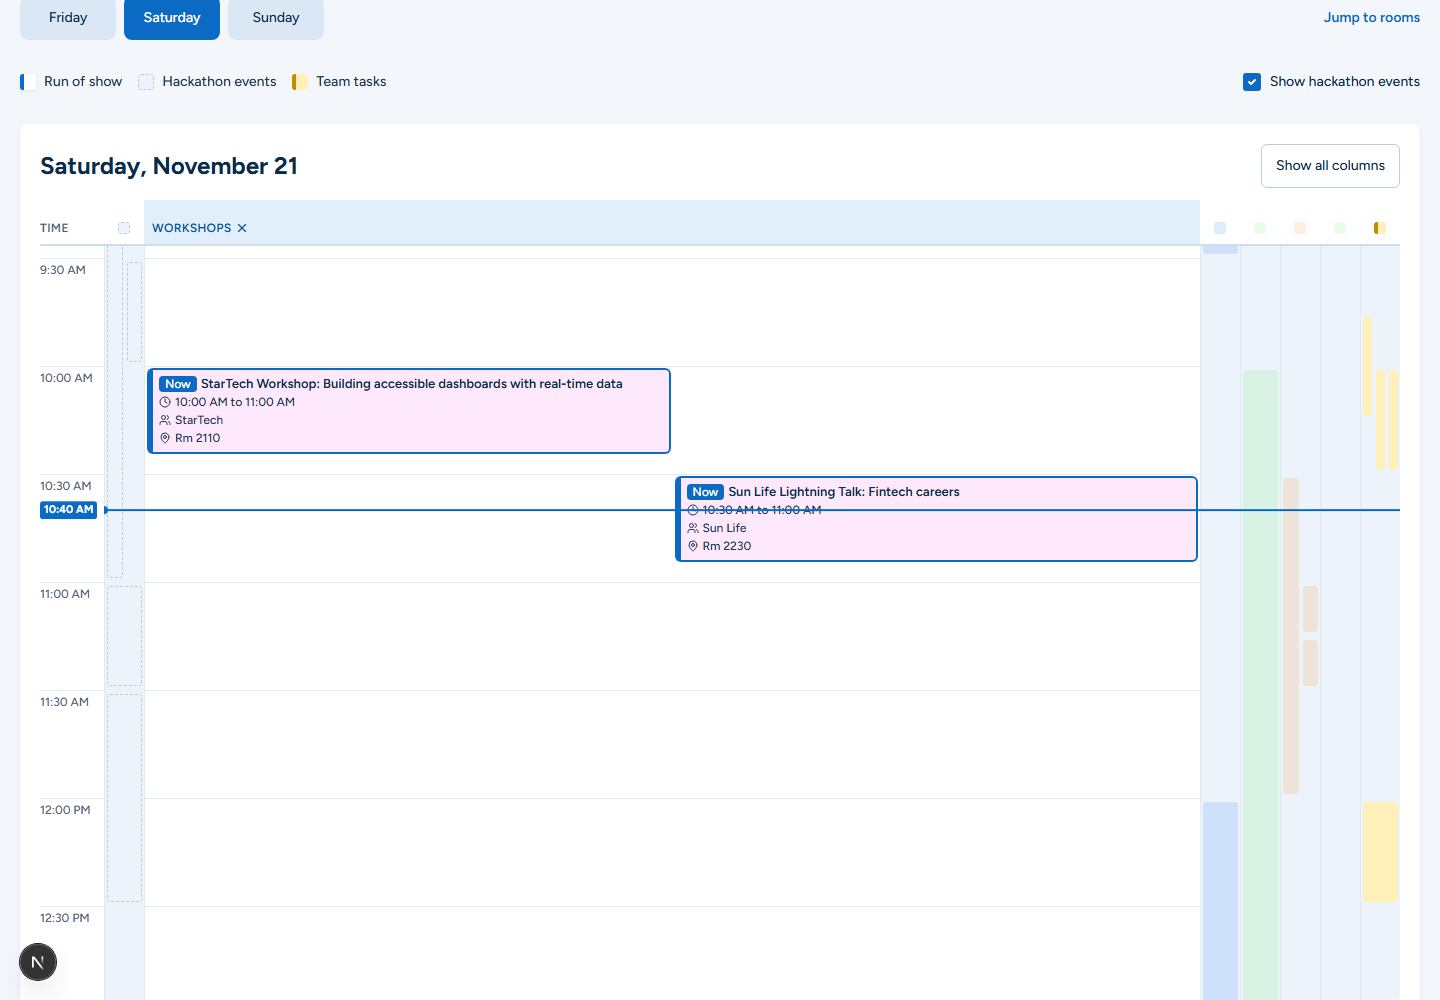 Friday
Saturday
Sunday
Jump to rooms
Run of show
Hackathon events
Team tasks
Show hackathon events
Saturday, November 21
Show all columns
TIME
WORKSHOPS
9:30 AM
10:00 AM
Now StarTech Workshop: Building accessible dashboards with real-time data
10:00 AM to 11:00 AM
StarTech
Rm 2110
10:30 AM
Now Sun Life Lightning Talk: Fintech careers
10:40 AM
10:30 AM to 11:00 AM
Sun Life
Rm 2230
11:00 AM
11:30 AM
12:00 PM
12:30 PM
N